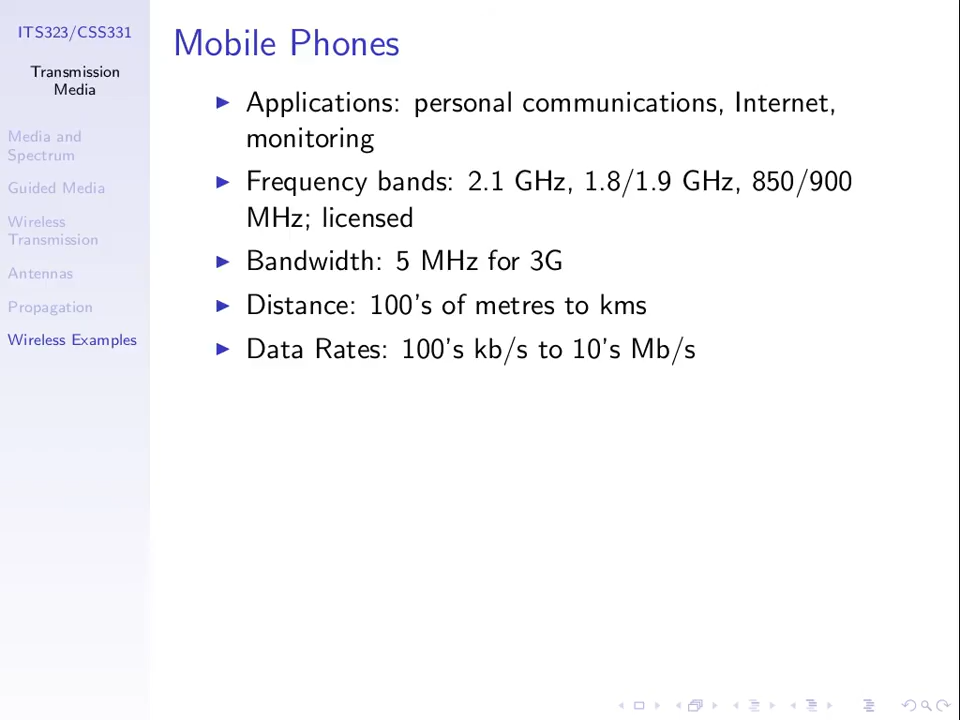 ITS323/CSS331
Transmission
Media
Media and
Spectrum
Guided Media
Wireless
Transmission
Antennas
Propagation
Wireless Examples
Mobile Phones
Applications: personal communications, Internet,
monitoring
Frequency bands: 2.1 GHz, 1.8/1.9 GHz, 850/900
MHz; licensed
Bandwidth: 5 MHz for 3G
Distance: 100's of metres to kms
Data Rates: 100's kb/s to 10's Mb/s